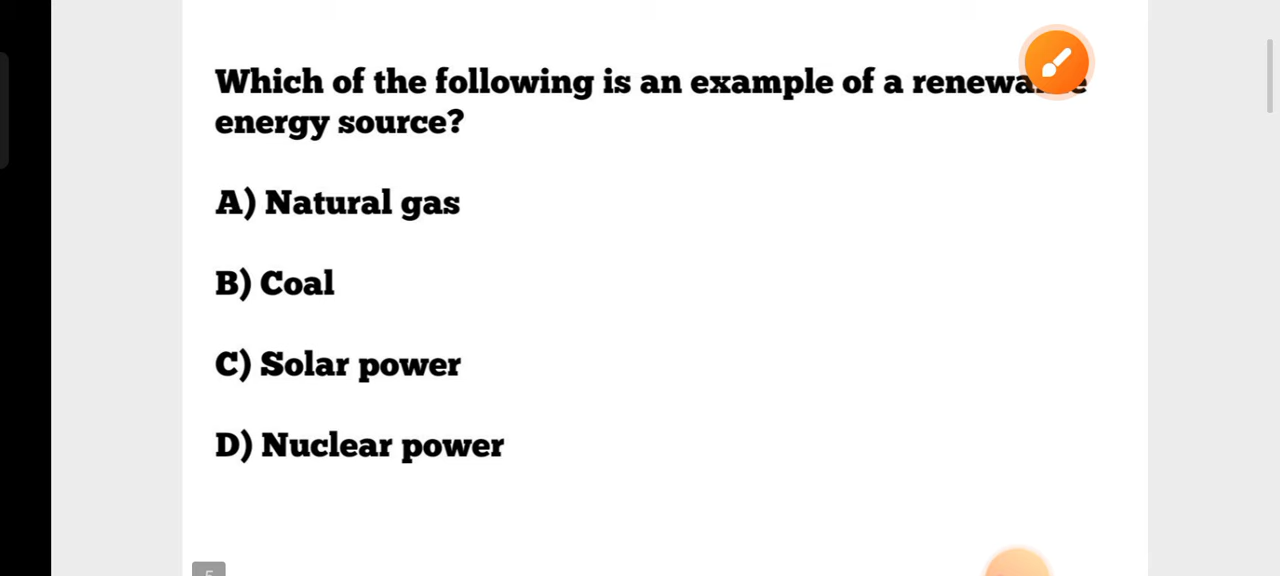 Which of the following is an example of a
energy source?
A) Natural gas
B) Coal
C) Solar power
D) Nuclear power